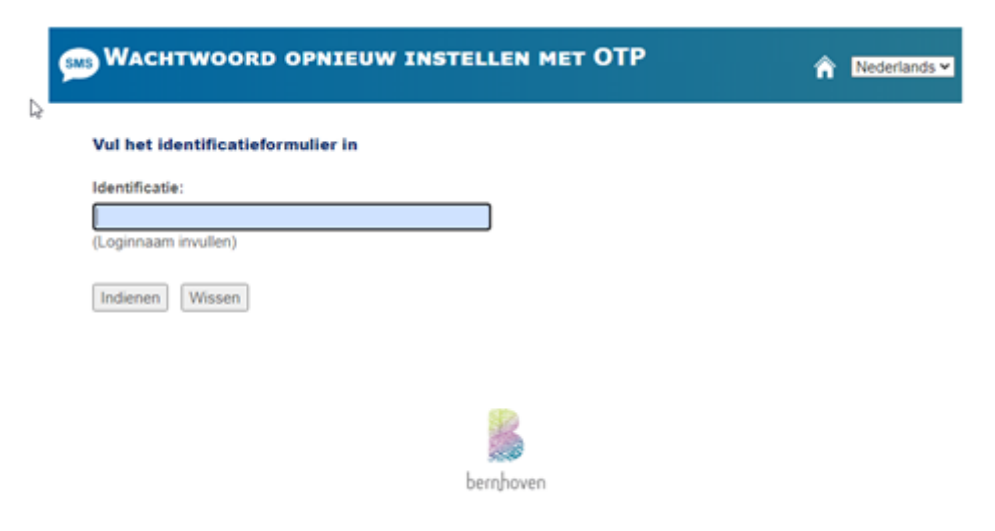 SMS WACHTWOORD OPNIEUW INSTELLEN MET OTP
Nederlands
Vul het identificatieformulier in
Identificatie:
(Loginnaam invullen)
Indienen Wissen
B
bernhoven